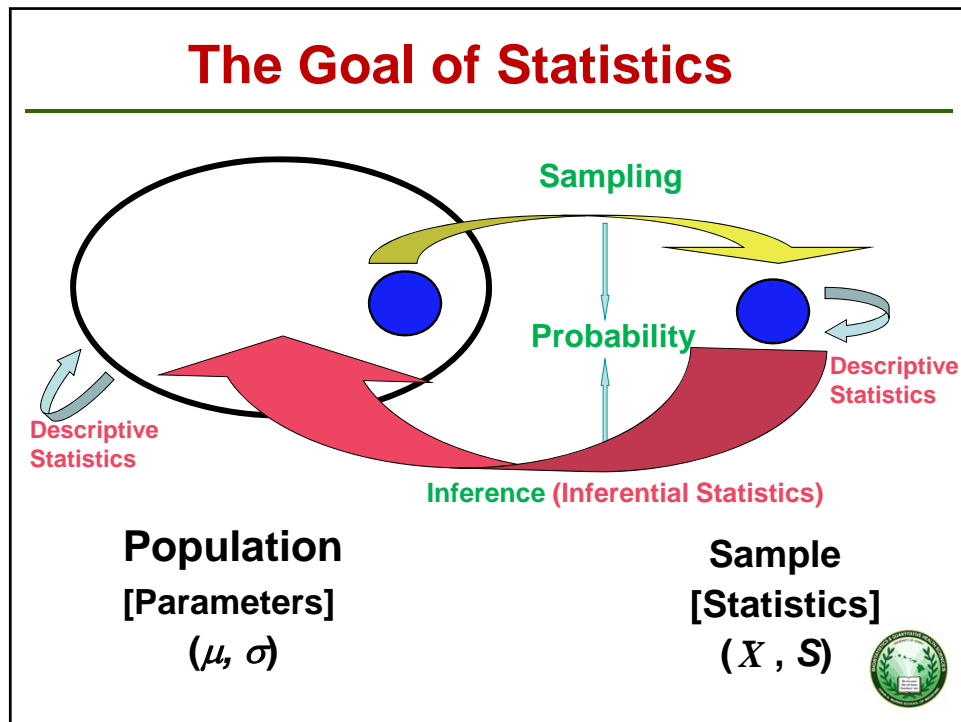 The Goal of Statistics
Sampling
Probability
Descriptive
Statistics
Descriptive
Statistics
Inference (Inferential Statistics)
Population
[Parameters]
(μ, σ)
Sample
[Statistics]
(X̄ , S)